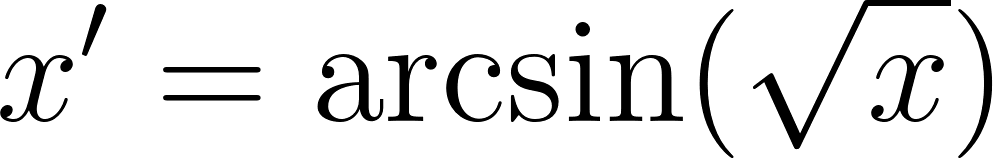 x′ = arcsin(√x)